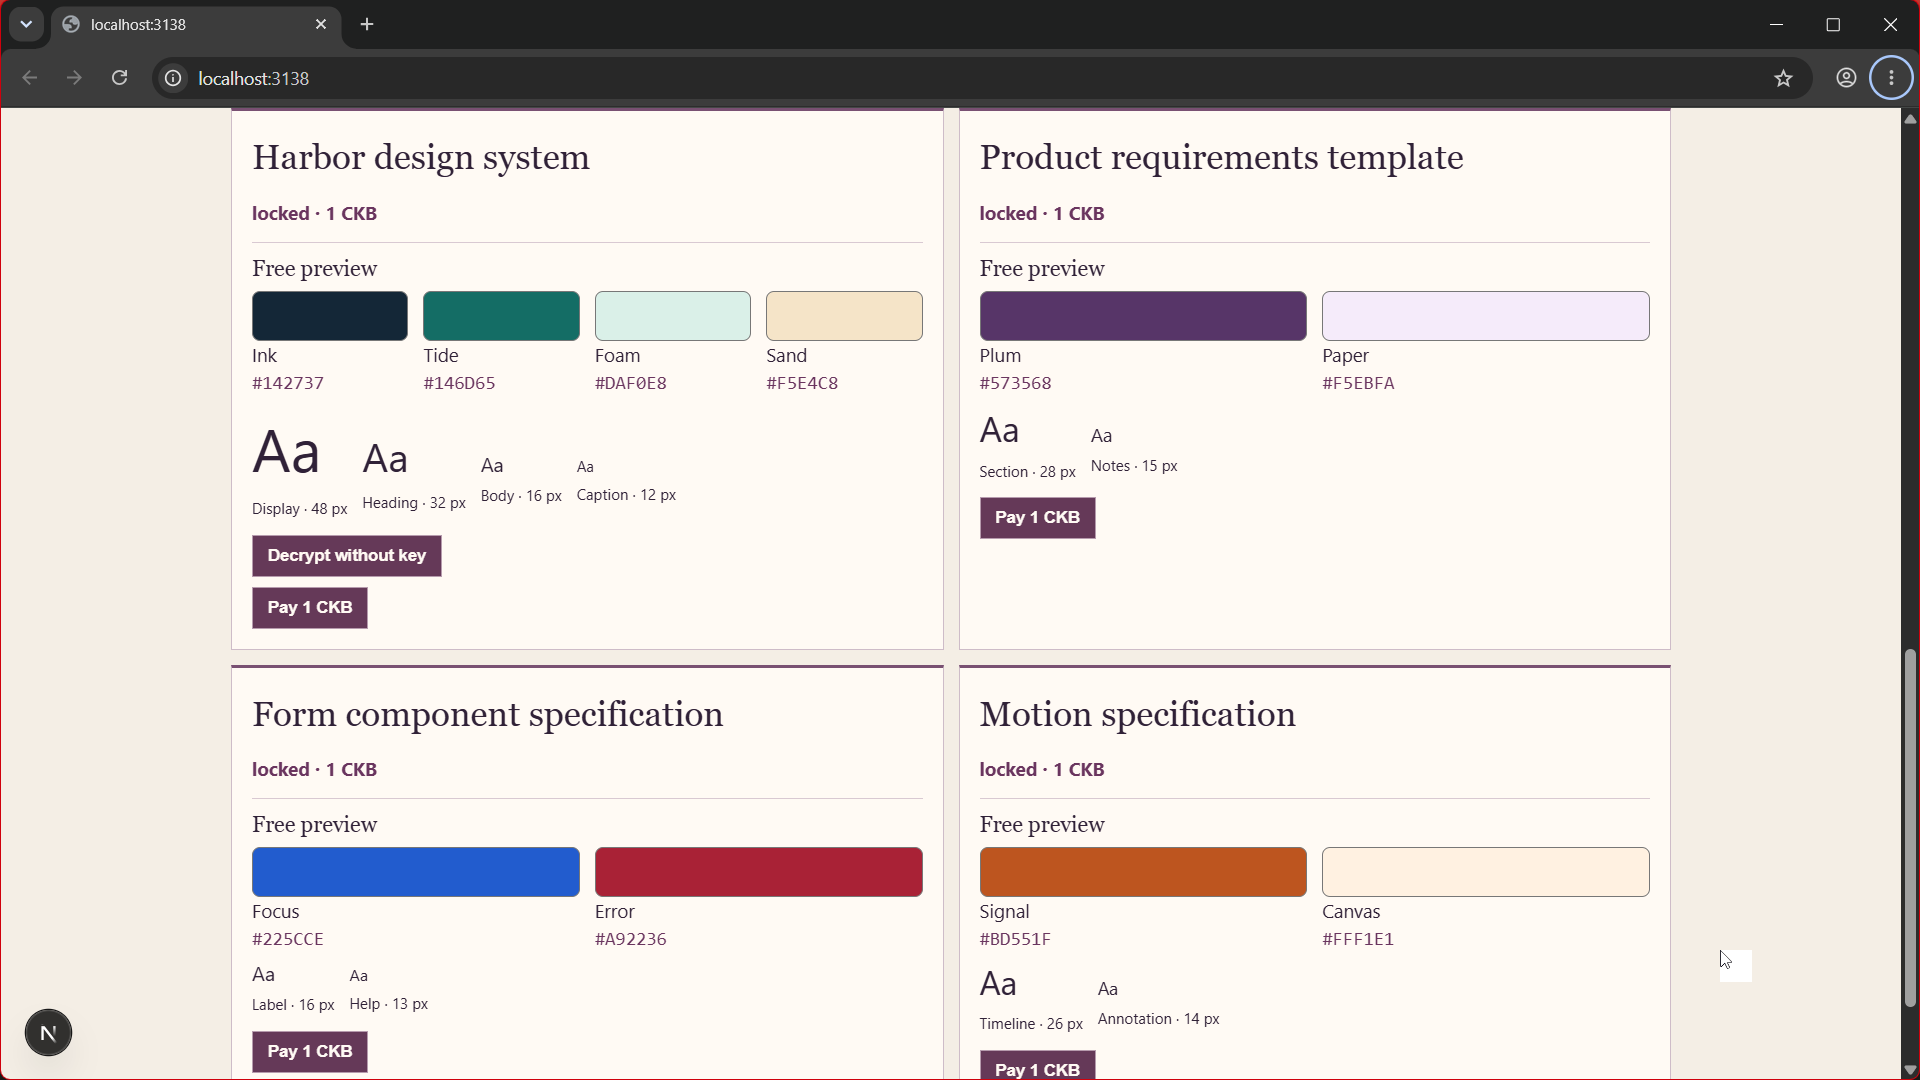 localhost:3138
localhost:3138
Harbor design system
locked · 1 CKB
Free preview
Ink
#142737
Tide
#146D65
Foam
#DAF0E8
Sand
#F5E4C8
Aa
Display · 48 px
Aa
Heading · 32 px
Aa
Body · 16 px
Aa
Caption · 12 px
Decrypt without key
Pay 1 CKB
Product requirements template
locked · 1 CKB
Free preview
Plum
#573568
Paper
#F5EBFA
Aa
Section · 28 px
Aa
Notes · 15 px
Pay 1 CKB
Form component specification
locked · 1 CKB
Free preview
Focus
#225CCE
Error
#A92236
Aa
Label · 16 px
Aa
Help · 13 px
Pay 1 CKB
Motion specification
locked · 1 CKB
Free preview
Signal
#BD551F
Canvas
#FFF1E1
Aa
Timeline · 26 px
Aa
Annotation · 14 px
Pay 1 CKB
N